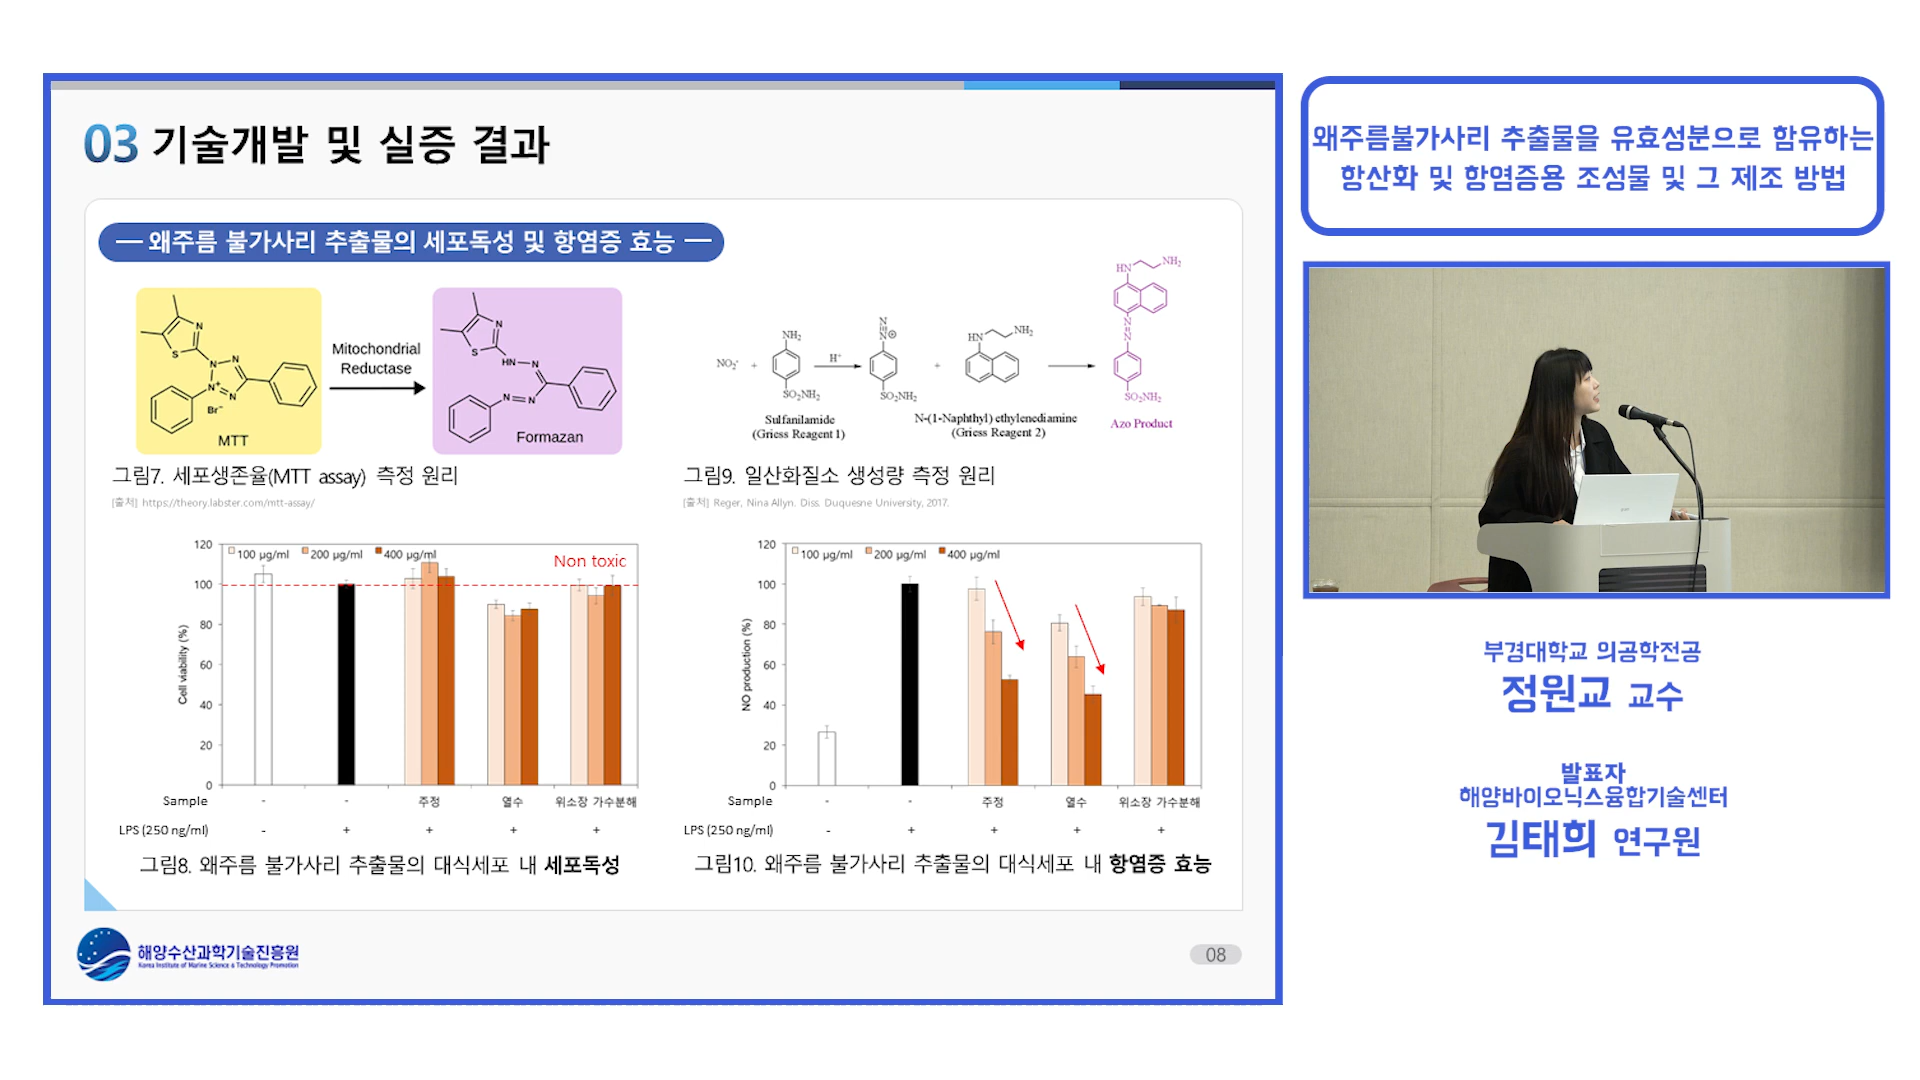 03 기술개발 및 실증 결과
왜주름 불가사리 추출물의 세포독성 및 항염증 효능
N
S
N
N
N+
N
Br⁻
MTT
Mitochondrial
Reductase
N
S
HN
N
N
N
Formazan
그림7. 세포생존율(MTT assay) 측정 원리
[출처] https://theory.labster.com/mtt-assay/
NO₂⁻
+
NH₂
SO₂NH₂
H⁺
N
N⊕
SO₂NH₂
+
HN
NH₂
HN
NH₂
N
N
SO₂NH₂
Sulfanilamide
(Griess Reagent 1)
N-(1-Naphthyl) ethylenediamine
(Griess Reagent 2)
Azo Product
그림9. 일산화질소 생성량 측정 원리
[출처] Reger, Nina Allyn. Diss. Duquesne University, 2017.
100 μg/ml 200 μg/ml 400 μg/ml
Non toxic
Cell viability (%)
120
100
80
60
40
20
0
Sample - - 주정 열수 위소장 가수분해
LPS (250 ng/ml) - + + + +
그림8. 왜주름 불가사리 추출물의 대식세포 내 세포독성
100 μg/ml 200 μg/ml 400 μg/ml
NO production (%)
120
100
80
60
40
20
0
Sample - - 주정 열수 위소장 가수분해
LPS (250 ng/ml) - + + + +
그림10. 왜주름 불가사리 추출물의 대식세포 내 항염증 효능
해양수산과학기술진흥원
Korea Institute of Marine Science & Technology Promotion
08
왜주름불가사리 추출물을 유효성분으로 함유하는
항산화 및 항염증용 조성물 및 그 제조 방법
부경대학교 의공학전공
정원교 교수
발표자
해양바이오닉스융합기술센터
김태희 연구원